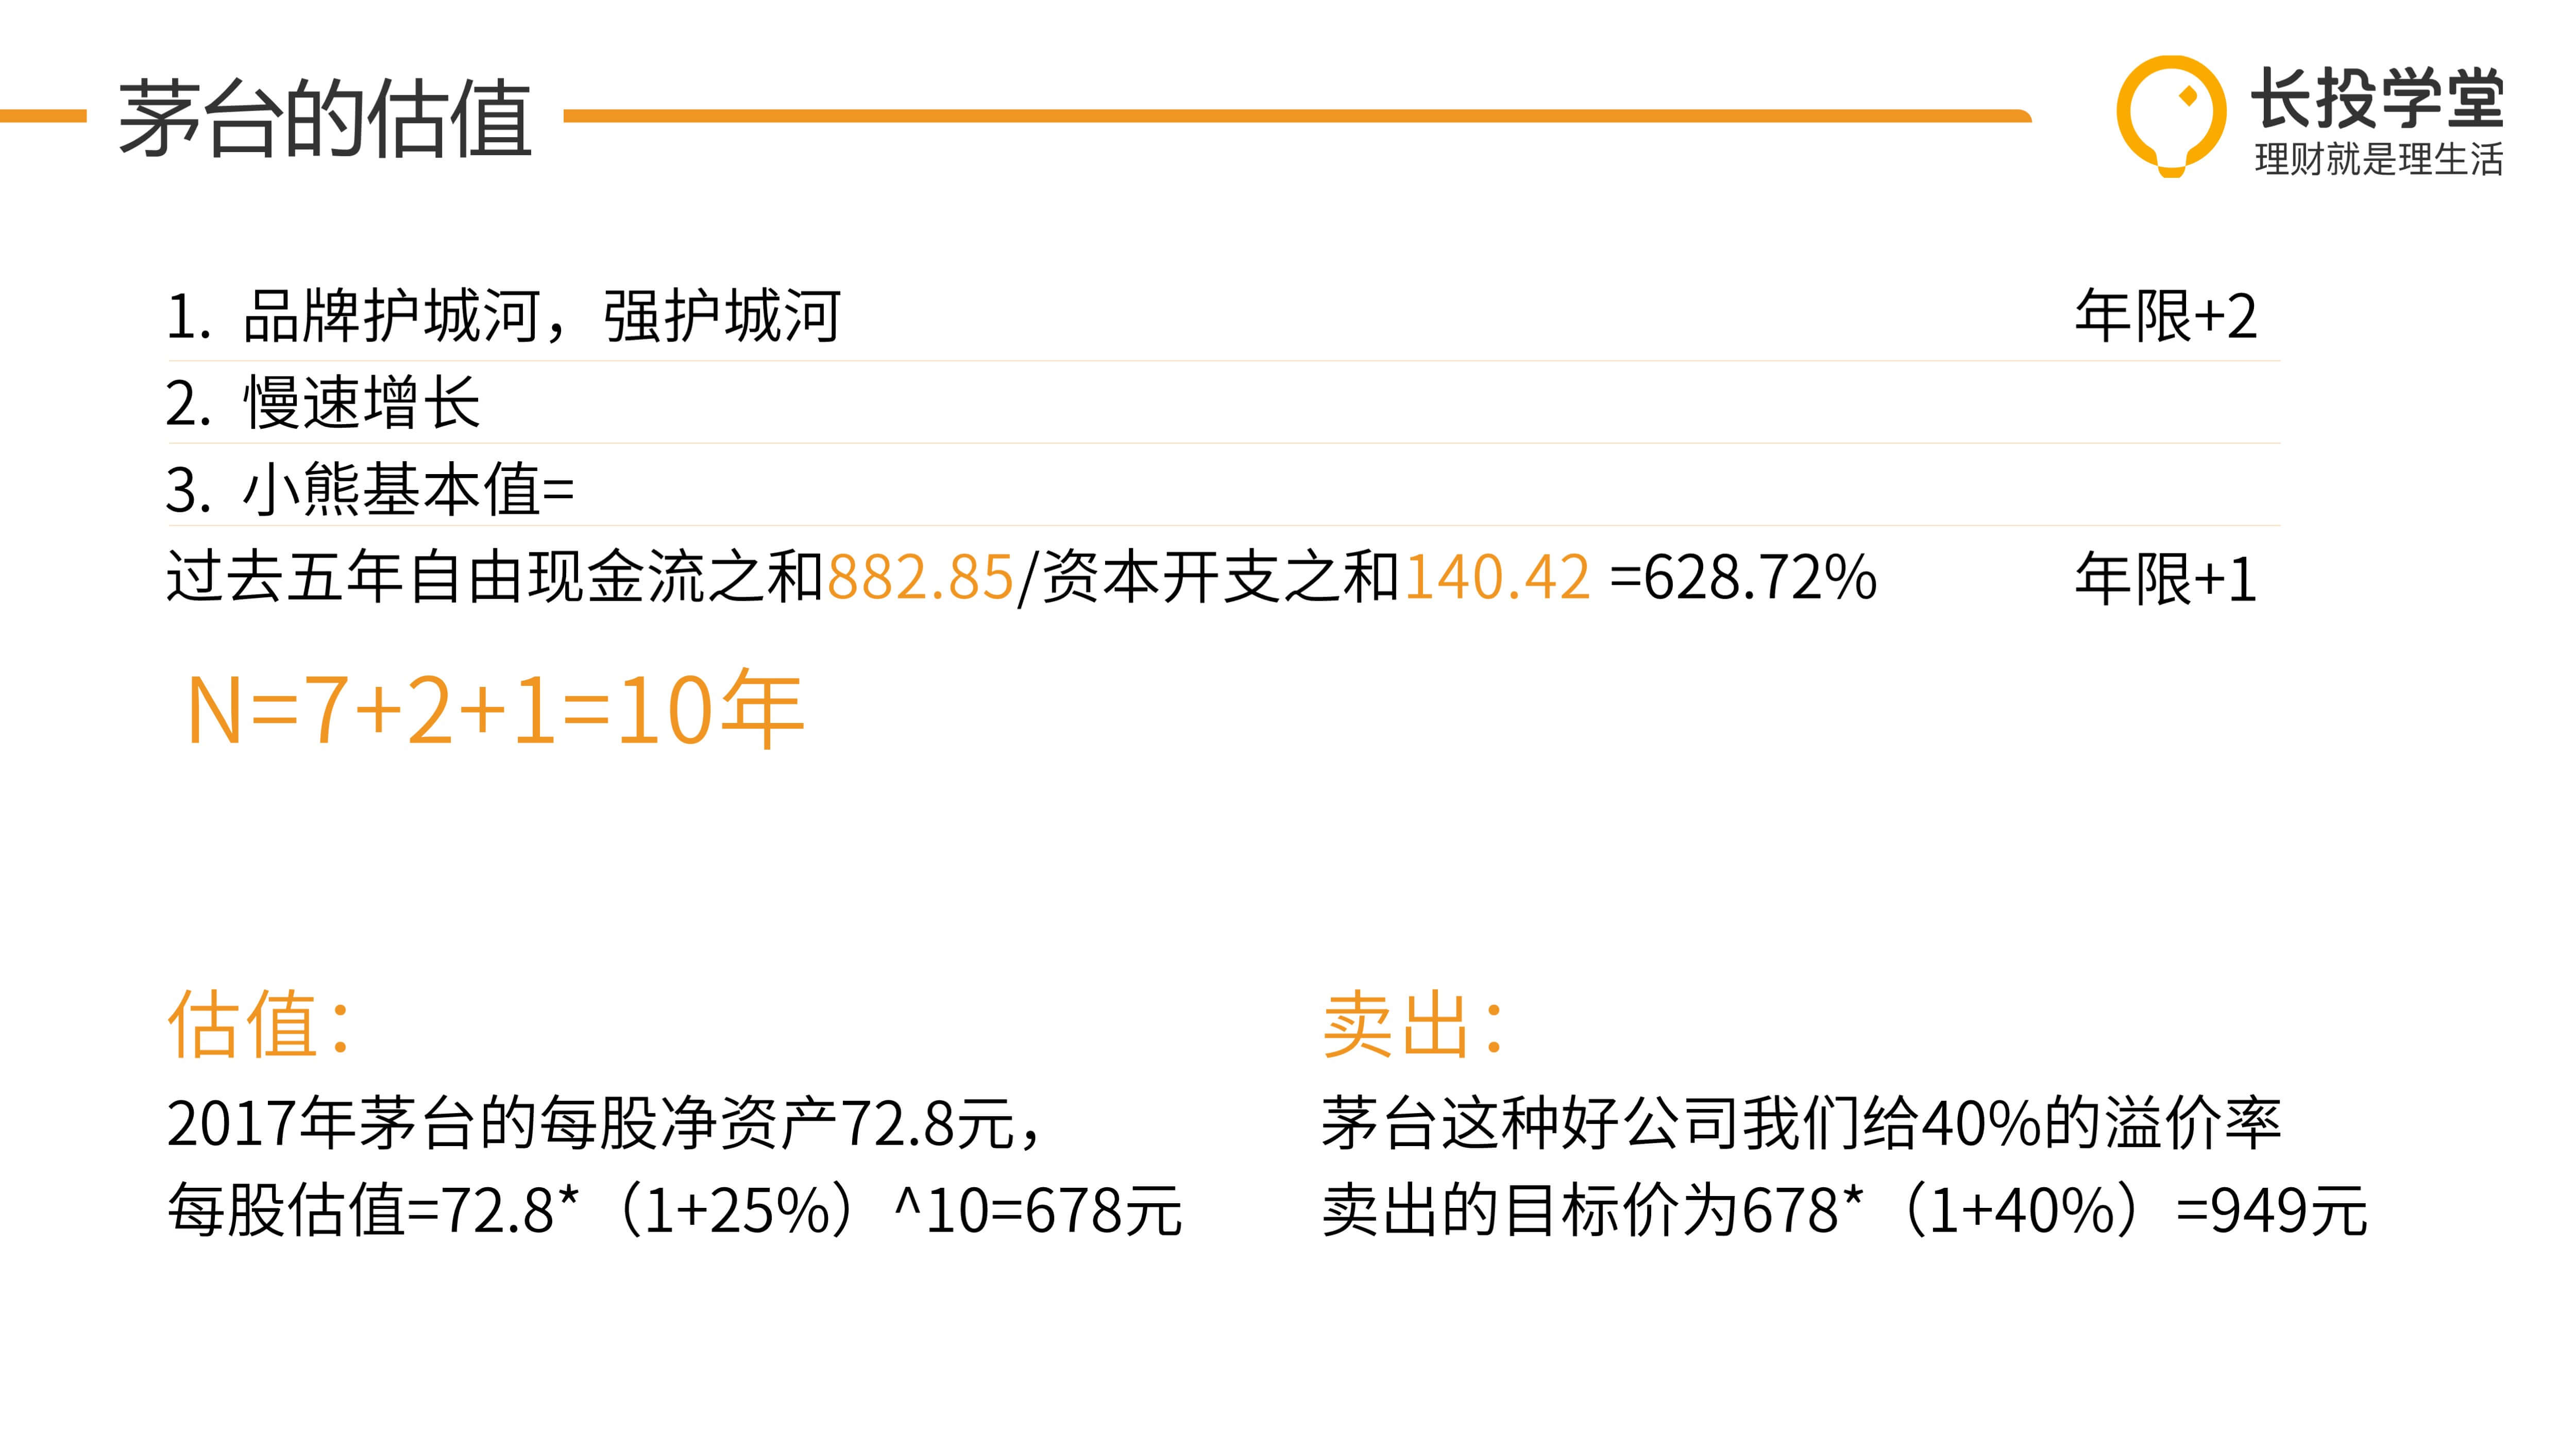 茅台的估值
长投学堂
理财就是理生活
1. 品牌护城河，强护城河 年限+2
2. 慢速增长
3. 小熊基本值=
过去五年自由现金流之和882.85/资本开支之和140.42 =628.72% 年限+1
N=7+2+1=10年
估值：
2017年茅台的每股净资产72.8元，
每股估值=72.8*（1+25%）^10=678元
卖出：
茅台这种好公司我们给40%的溢价率
卖出的目标价为678*（1+40%）=949元